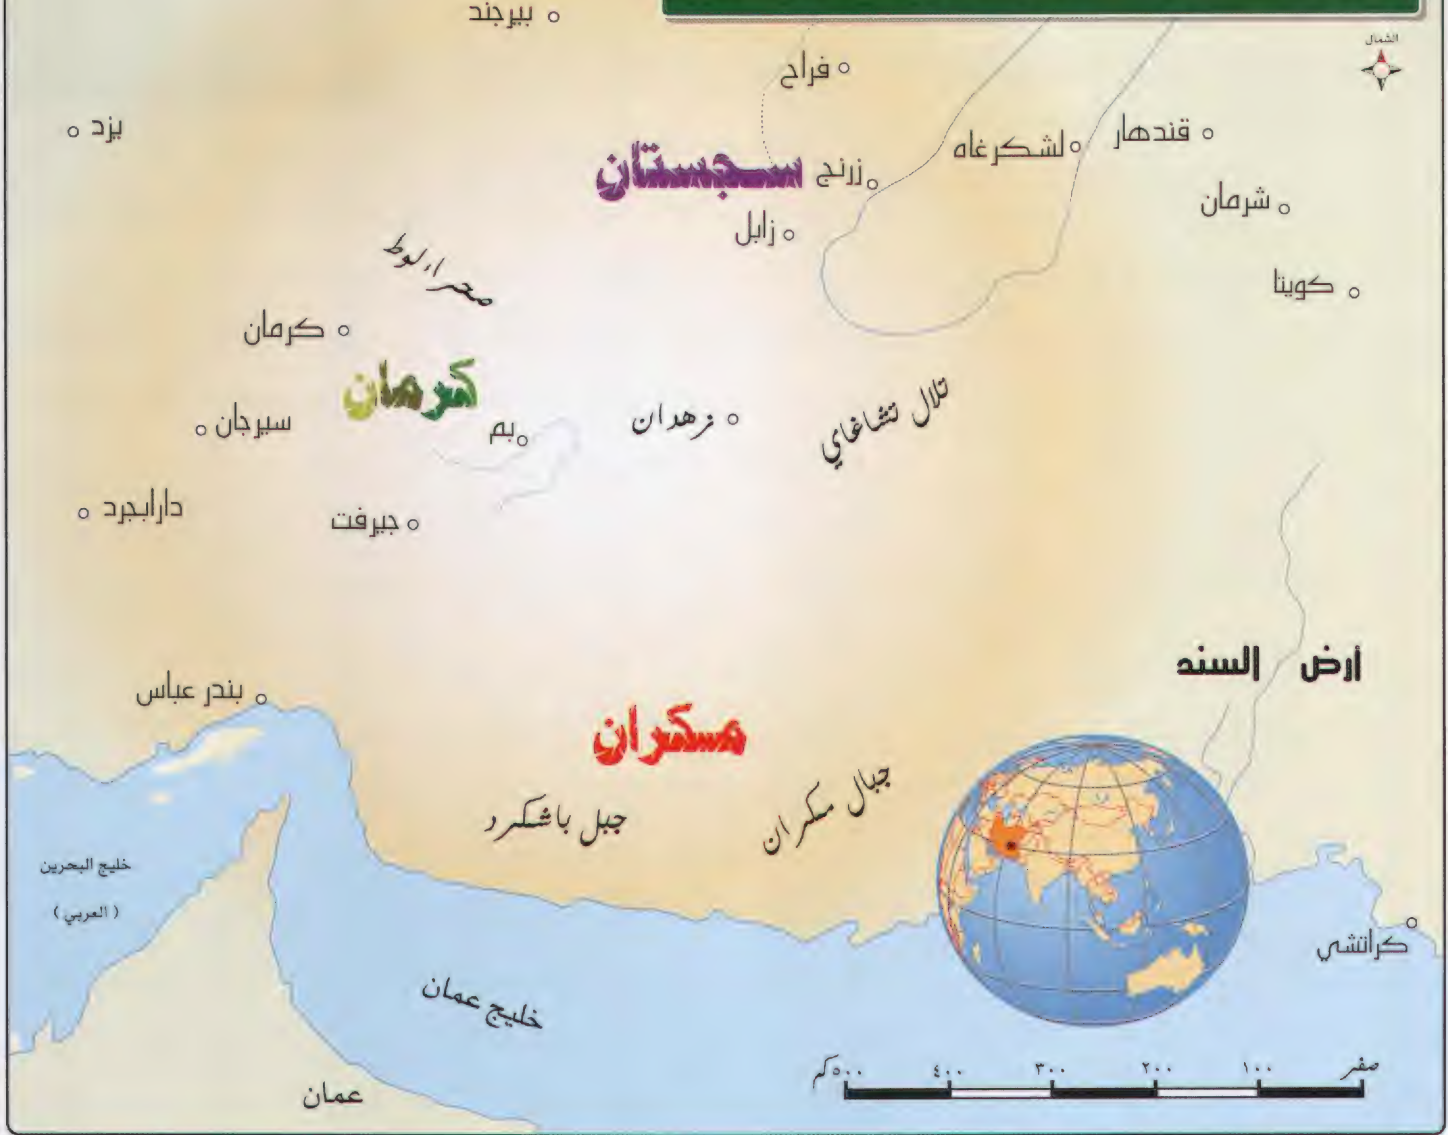 بيرجند
الشمال
فراح
يزد
قندهار
لشكرغاه
سجستان
زرنج
شرمان
زابل
صحراء لوط
كويتا
كرمان
كرمان
تلال تشاغاي
زهدان
سيرجان
بم
دارابجرد
جيرفت
أرض السند
بندر عباس
مكران
جبال مكران
جبل باشكرد
خليج البحرين
(العربي)
كراتشي
خليج عمان
صفر ١٠٠ ٢٠٠ ٣٠٠ ٤٠٠ ٥٠٠كم
عمان